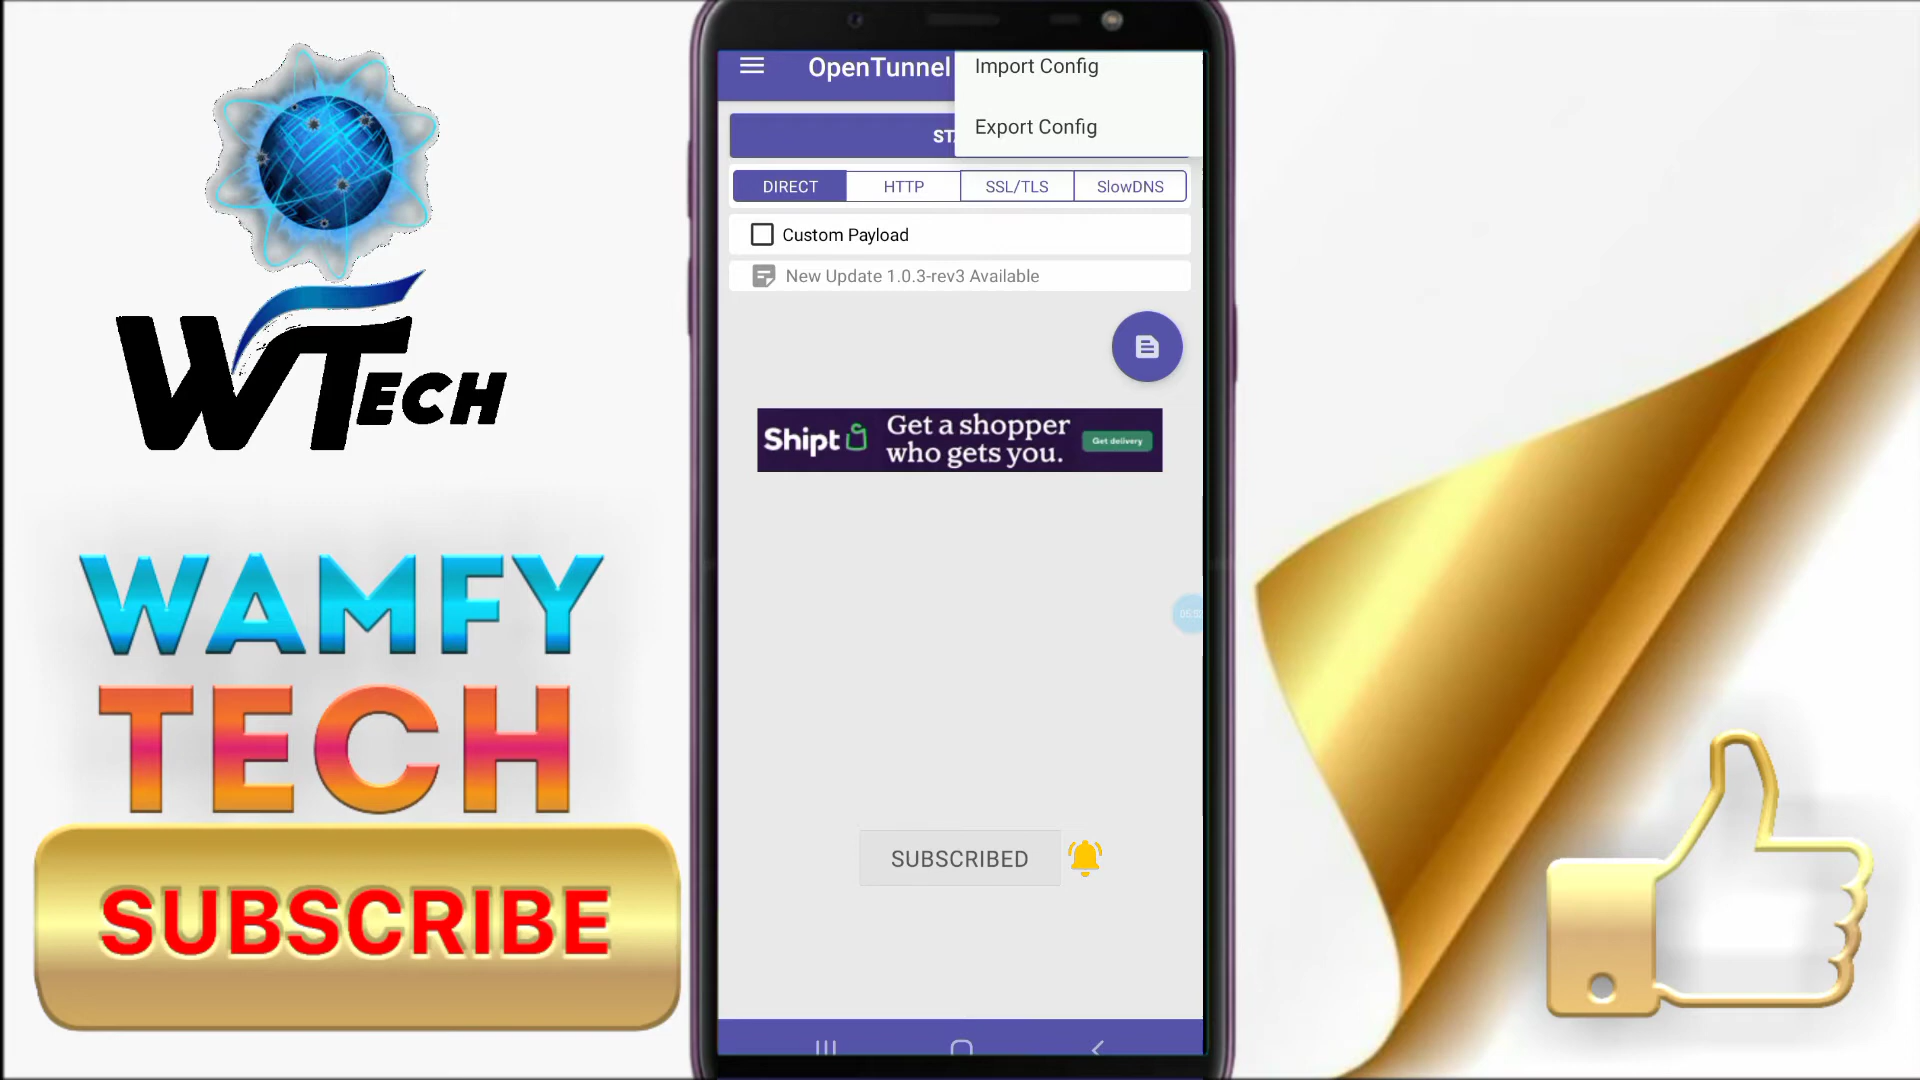 WTECH
WAMFY
TECH
SUBSCRIBE
OpenTunnel
Import Config
Export Config
DIRECT
HTTP
SSL/TLS
SlowDNS
Custom Payload
New Update 1.0.3-rev3 Available
Shipt
Get a shopper
who gets you.
Get delivery
SUBSCRIBED